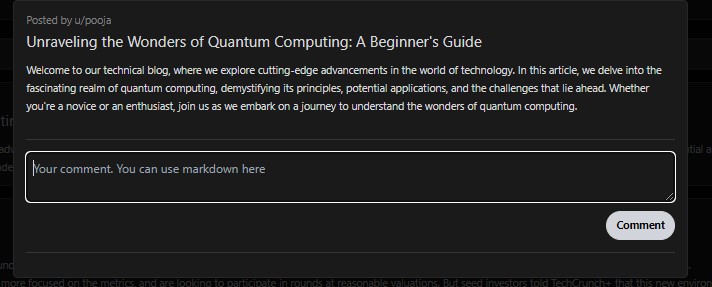 Posted by u/pooja
Unraveling the Wonders of Quantum Computing: A Beginner's Guide
Welcome to our technical blog, where we explore cutting-edge advancements in the world of technology. In this article, we delve into the
fascinating realm of quantum computing, demystifying its principles, potential applications, and the challenges that lie ahead. Whether
you're a novice or an enthusiast, join us as we embark on a journey to understand the wonders of quantum computing.
Your comment. You can use markdown here
Comment
more focused on the metrics, and are looking to participate in rounds at reasonable valuations. But seed investors told TechCrunch+ that this new